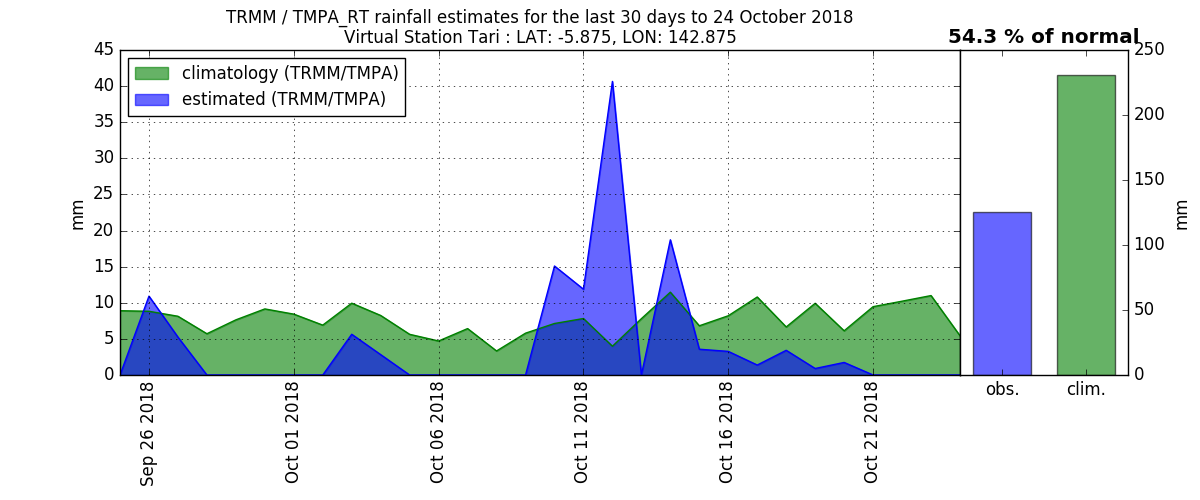 TRMM / TMPA_RT rainfall estimates for the last 30 days to 24 October 2018
Virtual Station Tari : LAT: -5.875, LON: 142.875
54.3 % of normal
climatology (TRMM/TMPA)
estimated (TRMM/TMPA)
45
40
35
30
25
20
15
10
5
0
mm
Sep 26 2018
Oct 01 2018
Oct 06 2018
Oct 11 2018
Oct 16 2018
Oct 21 2018
obs.
clim.
250
200
150
100
50
0
mm